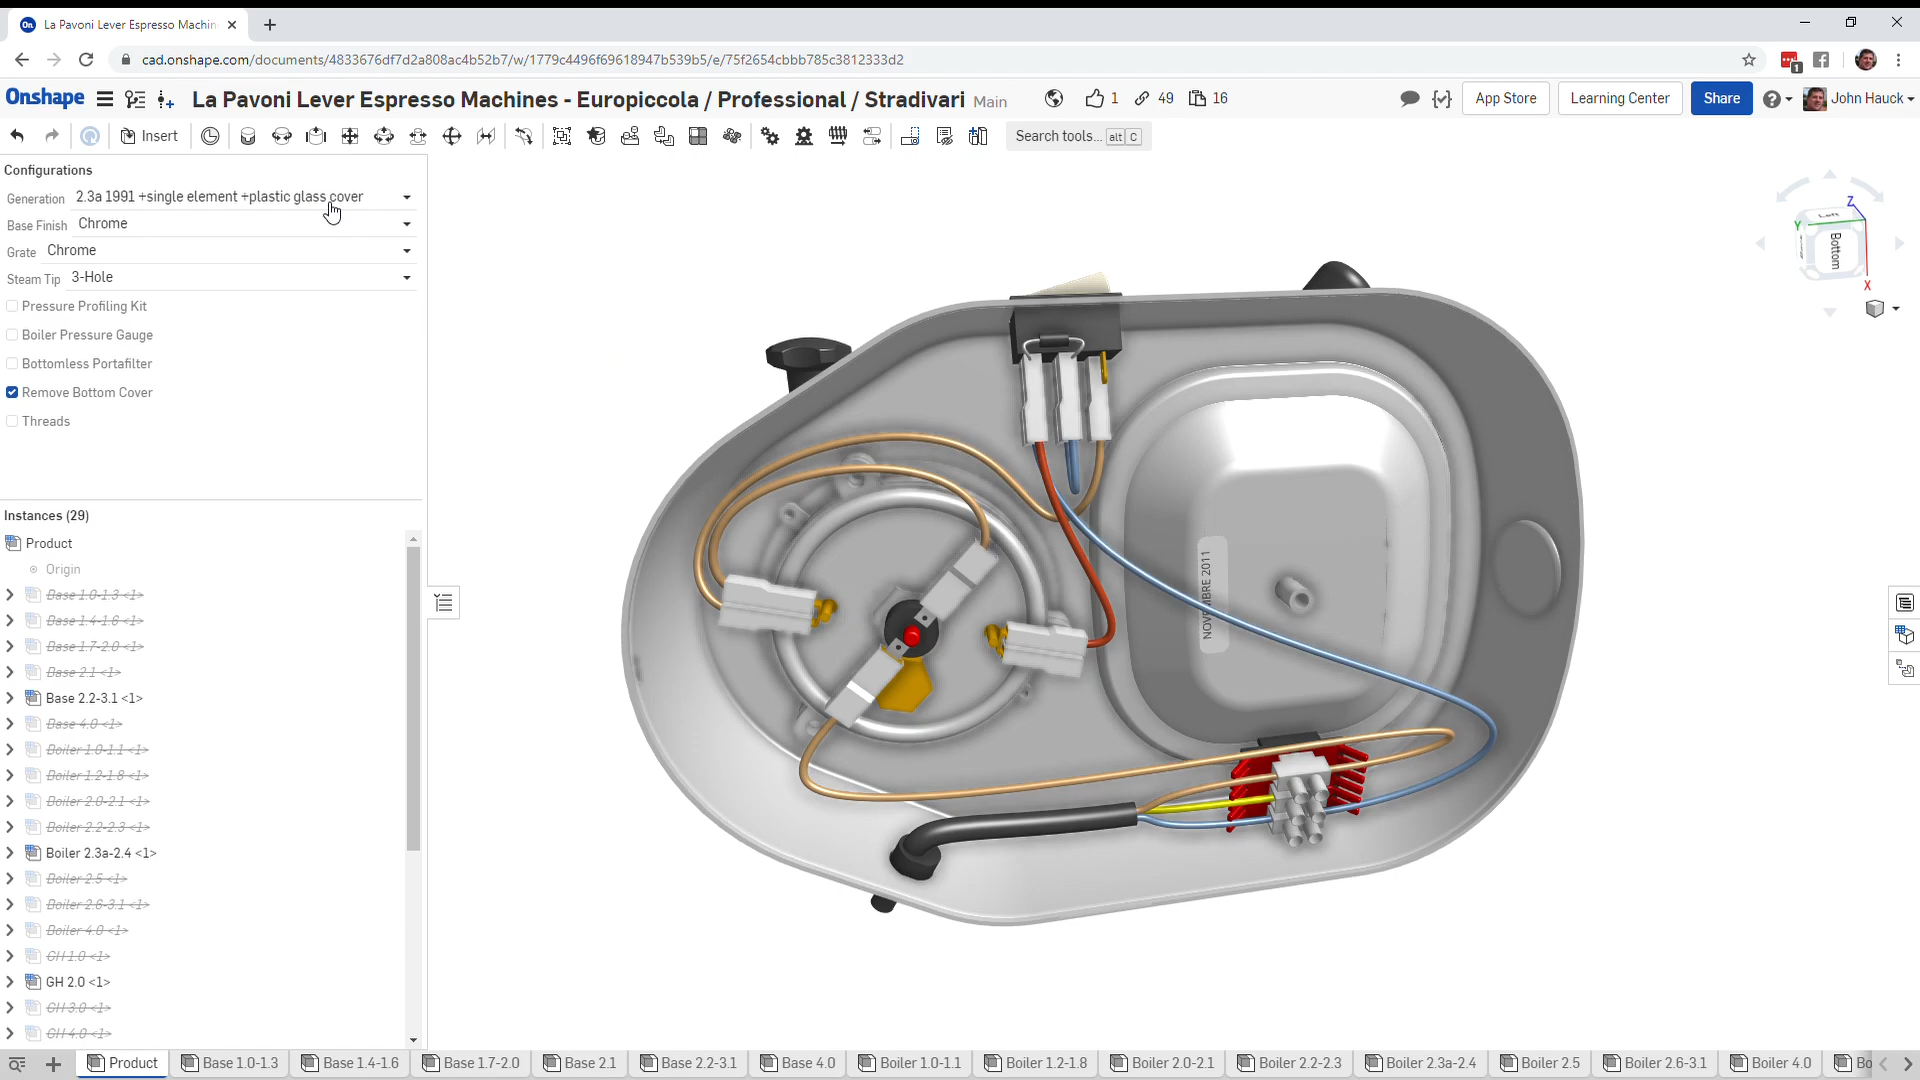 La Pavoni Lever Espresso Machin
cad.onshape.com/documents/4833676df7d2a808ac4b52b7/w/1779c4496f69618947b539b5/e/75f2654cbbb785c3812333d2
1
Onshape
La Pavoni Lever Espresso Machines - Europiccola / Professional / Stradivari
Main
1
49
16
App Store
Learning Center
Share
John Hauck
Insert
Search tools...
alt
C
Configurations
Generation
2.3a 1991 +single element +plastic glass cover
Base Finish
Chrome
Grate
Chrome
Steam Tip
3-Hole
Pressure Profiling Kit
Boiler Pressure Gauge
Bottomless Portafilter
Remove Bottom Cover
Threads
Instances (29)
Product
Origin
Base 1.0-1.3 <1>
Base 1.4-1.6 <1>
Base 1.7-2.0 <1>
Base 2.1 <1>
Base 2.2-3.1 <1>
Base 4.0 <1>
Boiler 1.0-1.1 <1>
Boiler 1.2-1.8 <1>
Boiler 2.0-2.1 <1>
Boiler 2.2-2.3 <1>
Boiler 2.3a-2.4 <1>
Boiler 2.5 <1>
Boiler 2.6-3.1 <1>
Boiler 4.0 <1>
GH 1.0 <1>
GH 2.0 <1>
GH 3.0 <1>
GH 4.0 <1>
Z
Left
Y
Bottom
X
NOVEMBRE 2011
Product
Base 1.0-1.3
Base 1.4-1.6
Base 1.7-2.0
Base 2.1
Base 2.2-3.1
Base 4.0
Boiler 1.0-1.1
Boiler 1.2-1.8
Boiler 2.0-2.1
Boiler 2.2-2.3
Boiler 2.3a-2.4
Boiler 2.5
Boiler 2.6-3.1
Boiler 4.0
Bo